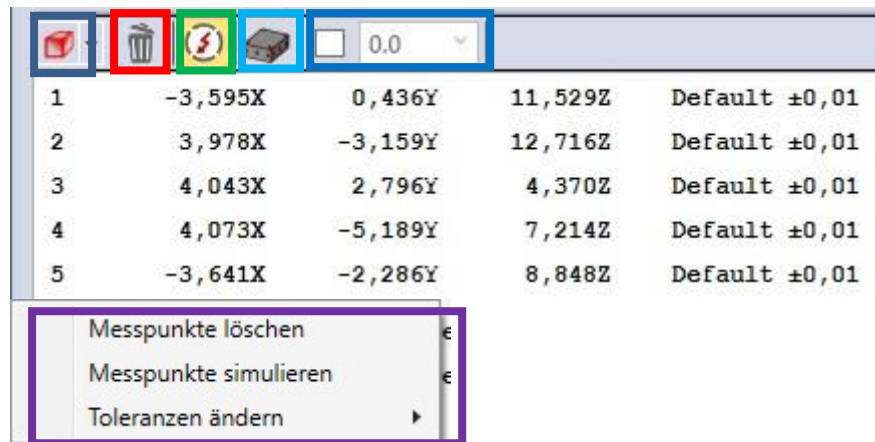 0.0
1 -3,595X 0,436Y 11,529Z Default ±0,01
2 3,978X -3,159Y 12,716Z Default ±0,01
3 4,043X 2,796Y 4,370Z Default ±0,01
4 4,073X -5,189Y 7,214Z Default ±0,01
5 -3,641X -2,286Y 8,848Z Default ±0,01
Messpunkte löschen
Messpunkte simulieren
Toleranzen ändern